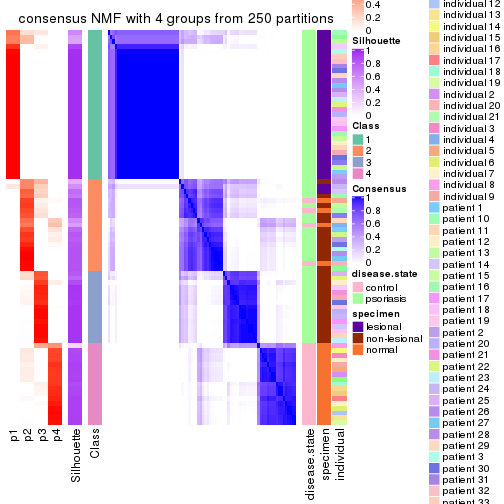 consensus NMF with 4 groups from 250 partitions
p1
p2
p3
p4
Silhouette
Class
disease.state
specimen
individual
0.4
0.2
0
Silhouette
1
0.8
0.6
0.4
0.2
0
Class
1
2
3
4
Consensus
1
0.8
0.6
0.4
0.2
0
disease.state
control
psoriasis
specimen
lesional
non-lesional
normal
individual 12
individual 13
individual 14
individual 15
individual 16
individual 17
individual 18
individual 19
individual 2
individual 20
individual 21
individual 3
individual 4
individual 5
individual 6
individual 7
individual 8
individual 9
patient 1
patient 10
patient 11
patient 12
patient 13
patient 14
patient 15
patient 16
patient 17
patient 18
patient 19
patient 2
patient 20
patient 21
patient 22
patient 23
patient 24
patient 25
patient 26
patient 27
patient 28
patient 29
patient 3
patient 30
patient 31
patient 32
patient 33